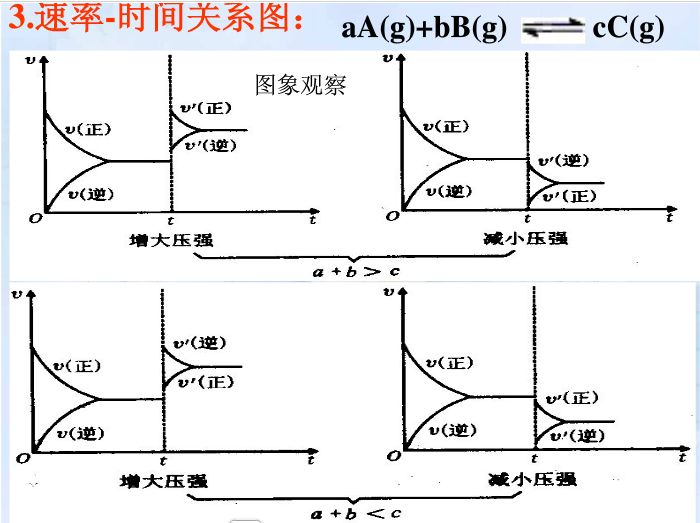 3.速率-时间关系图： aA(g)+bB(g) ⇌ cC(g)
图象观察
υ
υ(正)
υ(逆)
υ′(正)
υ′(逆)
O
t
t
增大压强
υ
υ(正)
υ(逆)
υ′(逆)
υ′(正)
O
t
t
减小压强
a + b > c
υ
υ(正)
υ(逆)
υ′(逆)
υ′(正)
O
t
t
增大压强
υ
υ(正)
υ(逆)
υ′(正)
υ′(逆)
O
t
t
减小压强
a + b < c